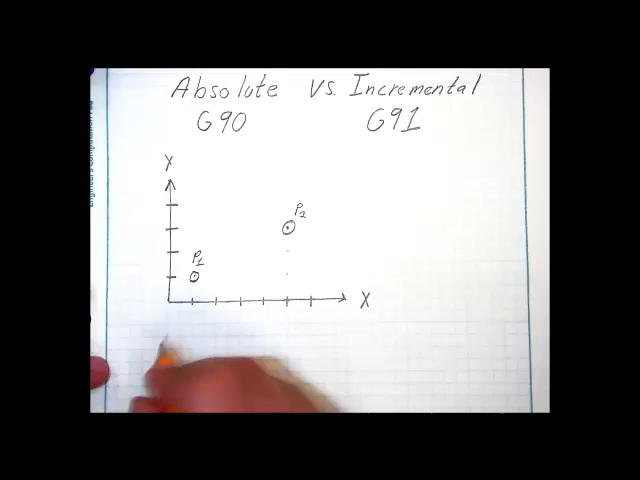 Absolute VS. Incremental
G90 G91
X
P2
P1
X